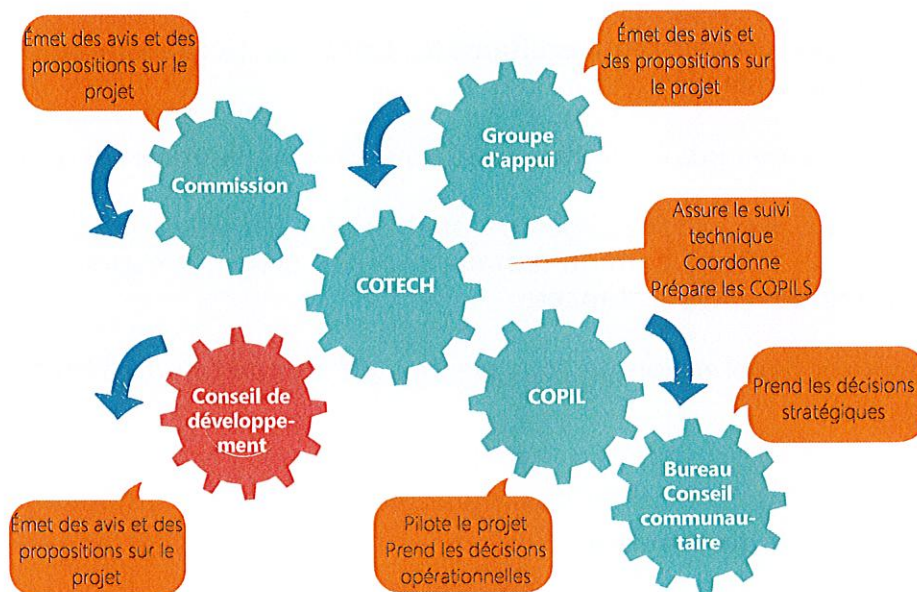 Émet des avis et des
propositions sur le
projet
Émet des avis et
des propositions sur
le projet
Groupe
d'appui
Commission
Assure le suivi
technique
Coordonne
Prépare les COPILS
COTECH
Conseil de
développe-
ment
COPIL
Prend les décisions
stratégiques
Bureau
Conseil
communau-
taire
Émet des avis et des
propositions sur le
projet
Pilote le projet
Prend les décisions
opérationnelles